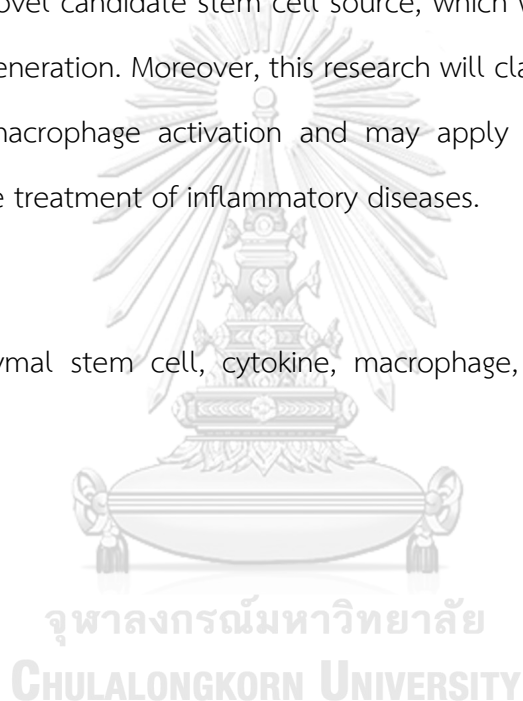 ovel candidate stem cell source, which v
eneration. Moreover, this research will cla
nacrophage activation and may apply
e treatment of inflammatory diseases.
ymal stem cell, cytokine, macrophage,
จุฬาลงกรณ์มหาวิทยาลัย
CHULALONGKORN UNIVERSITY